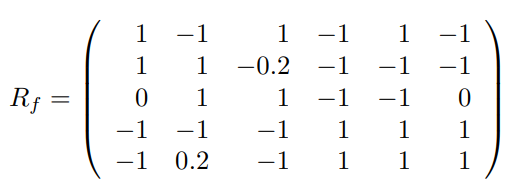 1 −1 1 −1 1 −1
1 1 −0.2 −1 −1 −1
R_f = 0 1 1 −1 −1 0
−1 −1 −1 1 1 1
−1 0.2 −1 1 1 1